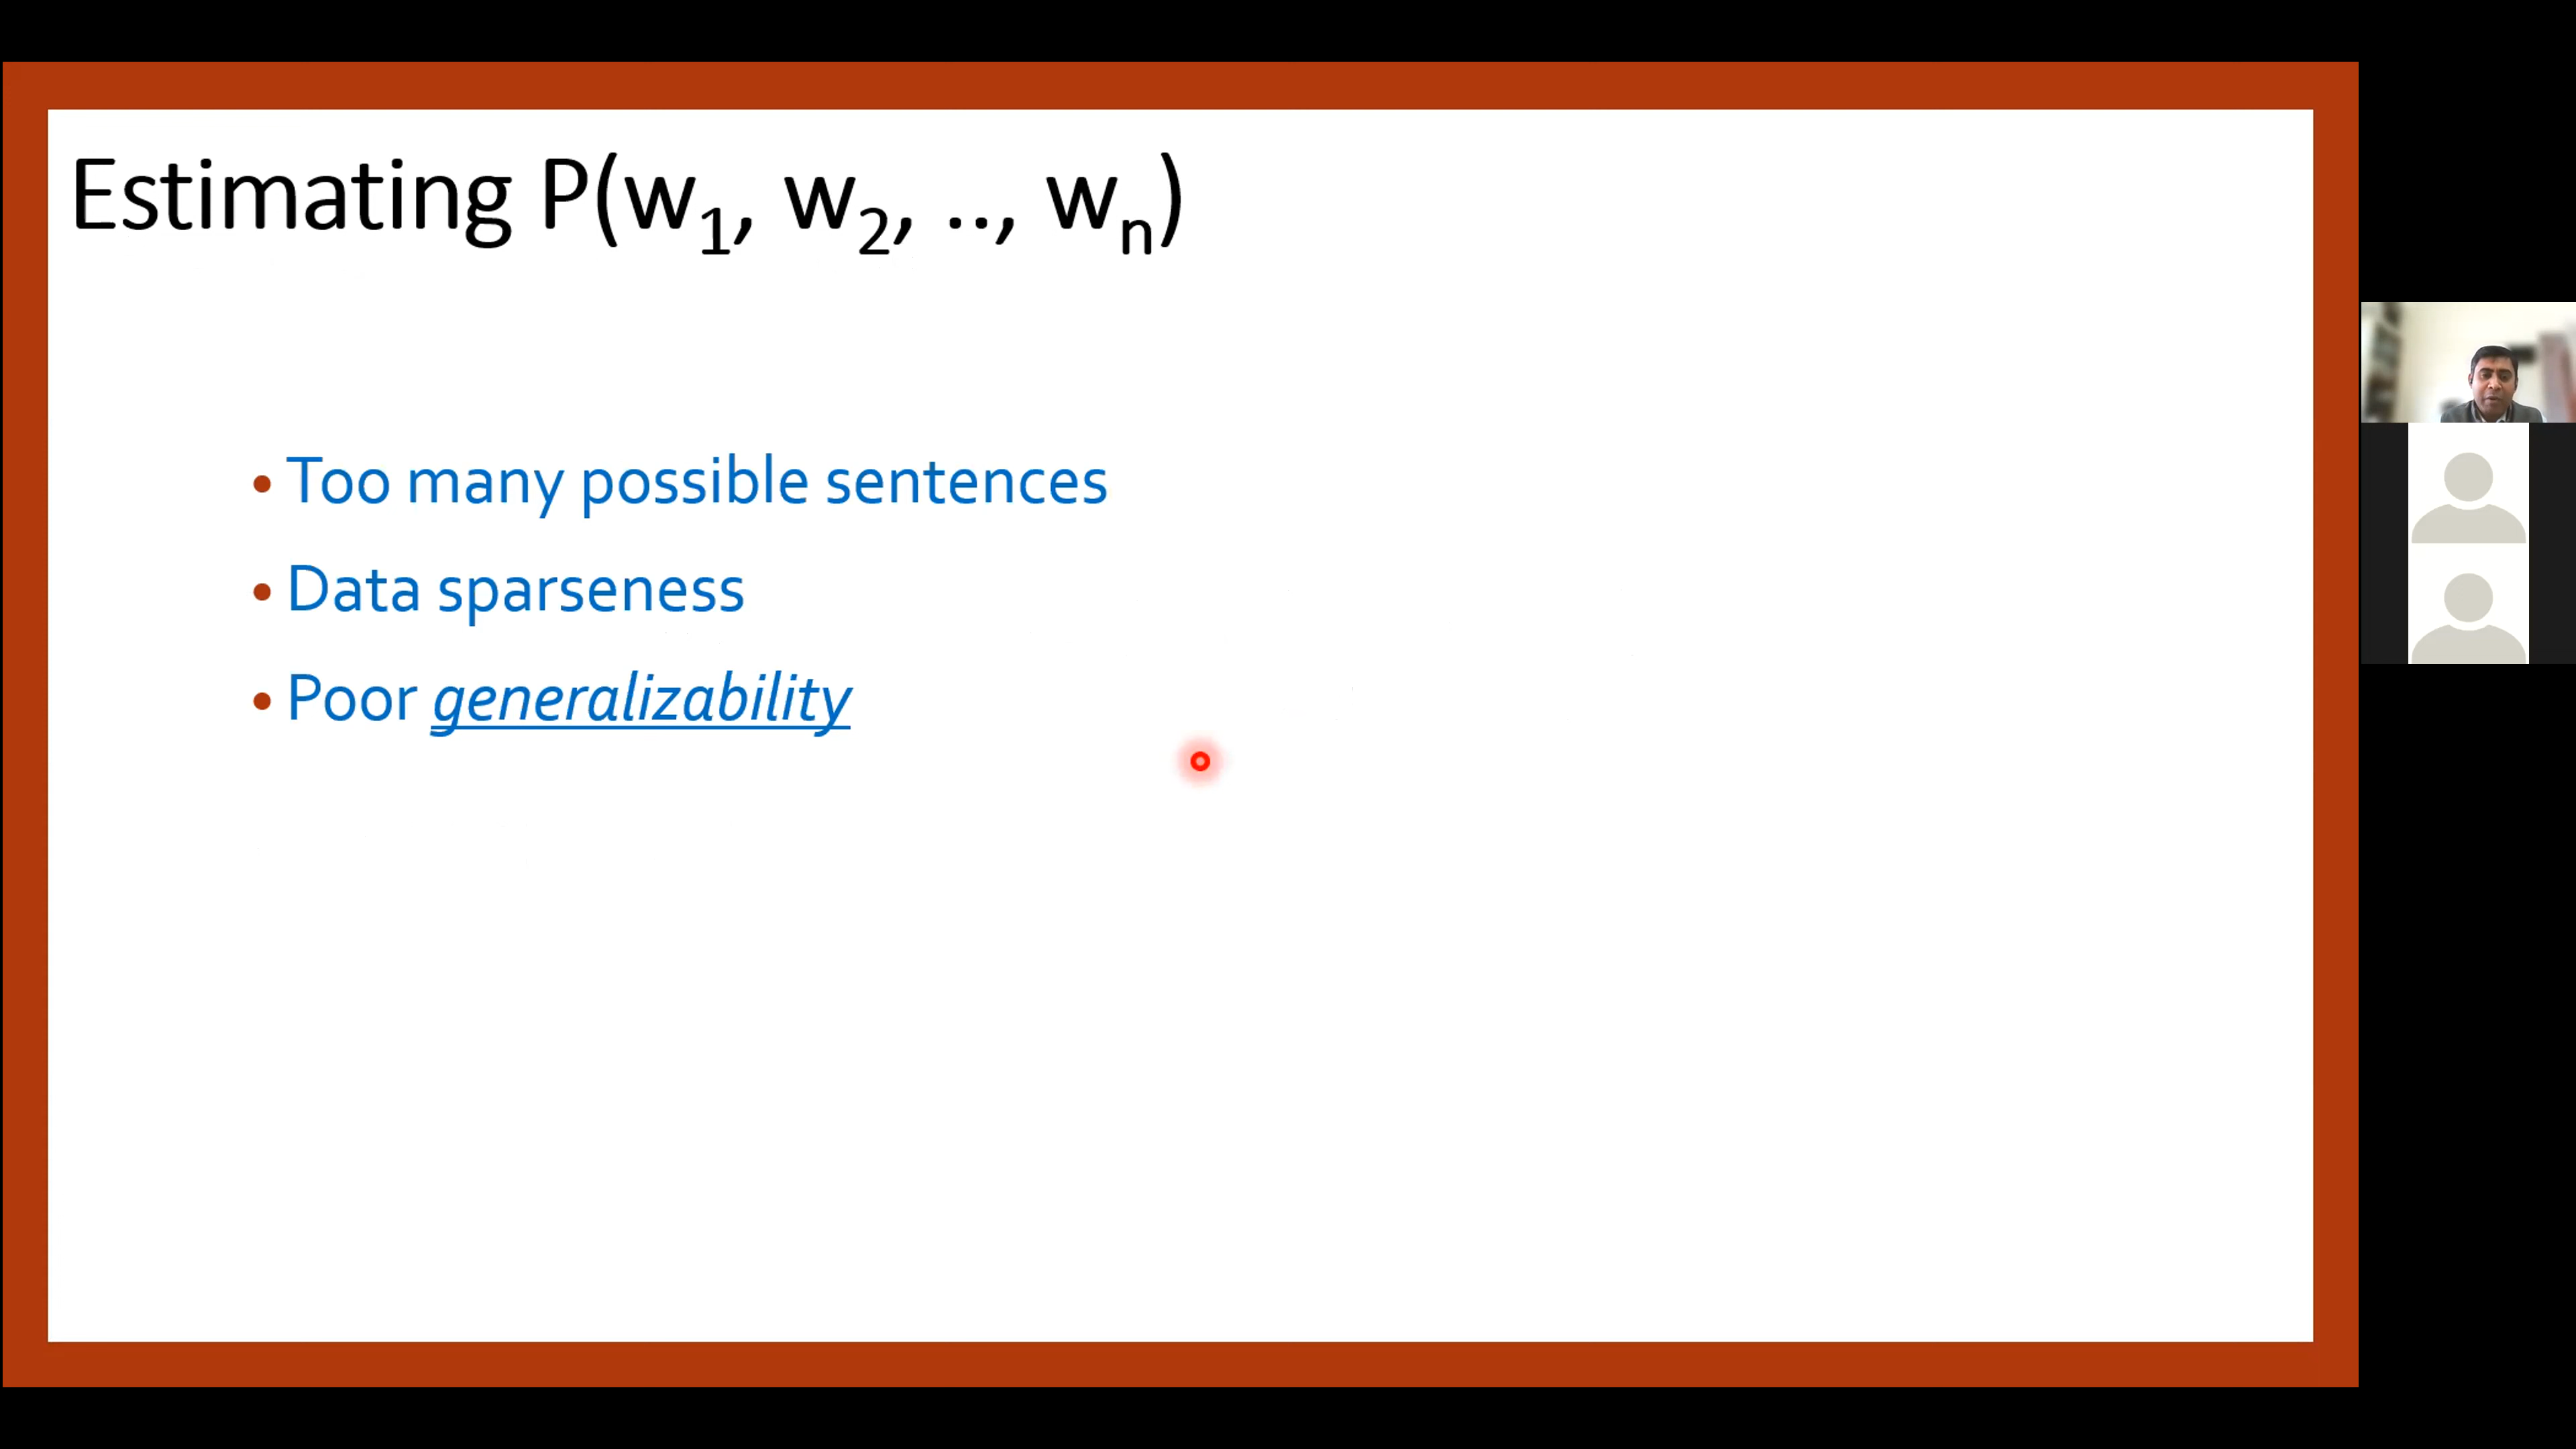 Estimating P(w₁, w₂, .., wₙ)
• Too many possible sentences
• Data sparseness
• Poor generalizability